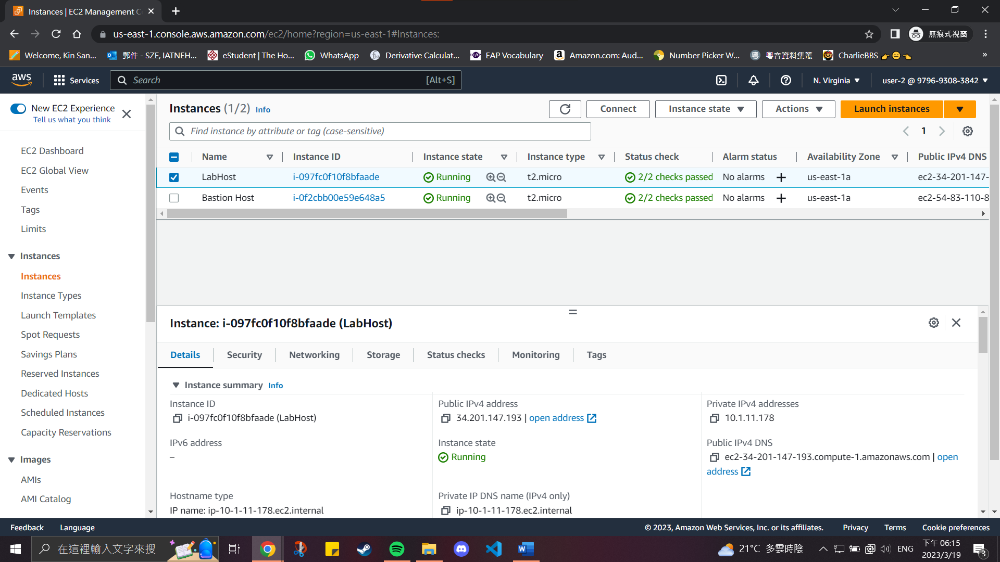 Instances | EC2 Management C
us-east-1.console.aws.amazon.com/ec2/home?region=us-east-1#Instances:
無痕式視窗
Welcome, Kin San...
郵件 - SZE, IATNEH...
eStudent | The Ho...
WhatsApp
Derivative Calculat...
EAP Vocabulary
Amazon.com: Aud...
Number Picker W...
粵音資料集叢
CharlieBBS 👉😑👈
»
aws
Services
Search
[Alt+S]
N. Virginia
user-2 @ 9796-9308-3842
New EC2 Experience
Tell us what you think
EC2 Dashboard
EC2 Global View
Events
Tags
Limits
Instances
Instances
Instance Types
Launch Templates
Spot Requests
Savings Plans
Reserved Instances
Dedicated Hosts
Scheduled Instances
Capacity Reservations
Images
AMIs
AMI Catalog
Instances (1/2) Info
Connect
Instance state
Actions
Launch instances
Find instance by attribute or tag (case-sensitive)
1
Name Instance ID Instance state Instance type Status check Alarm status Availability Zone Public IPv4 DNS
LabHost i-097fc0f10f8bfaade Running t2.micro 2/2 checks passed No alarms us-east-1a ec2-34-201-147-
Bastion Host i-0f2cbb00e59e648a5 Running t2.micro 2/2 checks passed No alarms us-east-1a ec2-54-83-110-8
Instance: i-097fc0f10f8bfaade (LabHost)
Details Security Networking Storage Status checks Monitoring Tags
Instance summary Info
Instance ID
i-097fc0f10f8bfaade (LabHost)
Public IPv4 address
34.201.147.193 | open address
Private IPv4 addresses
10.1.11.178
IPv6 address
–
Instance state
Running
Public IPv4 DNS
ec2-34-201-147-193.compute-1.amazonaws.com | open
address
Hostname type
IP name: ip-10-1-11-178.ec2.internal
Private IP DNS name (IPv4 only)
ip-10-1-11-178.ec2.internal
Feedback
Language
© 2023, Amazon Web Services, Inc. or its affiliates.
Privacy
Terms
Cookie preferences
在這裡輸入文字來搜
21°C 多雲時陰
ENG
下午 06:15
2023/3/19
3